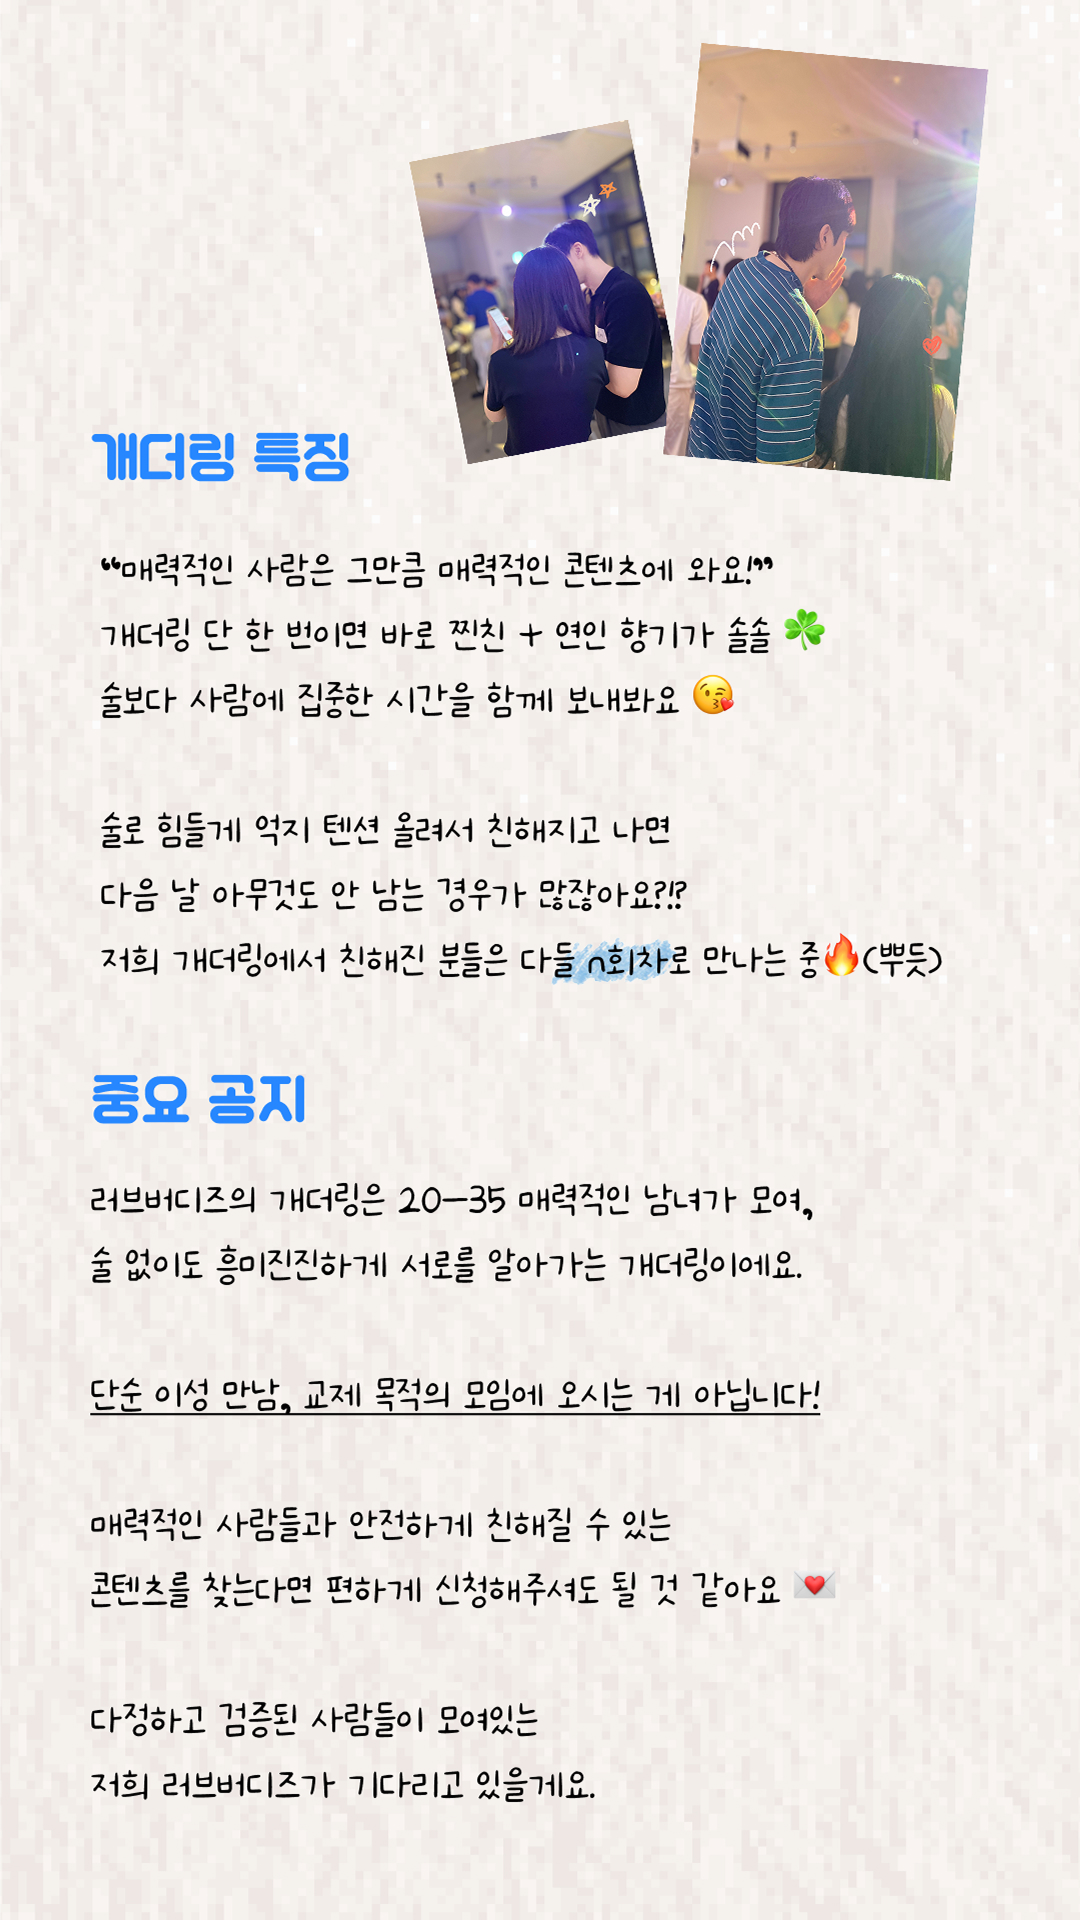 개더링 특징
“매력적인 사람은 그만큼 매력적인 콘텐츠에 와요!”
개더링 단 한 번이면 바로 찐친 + 연인 향기가 솔솔 ☘️
술보다 사람에 집중한 시간을 함께 보내봐요 😘
술로 힘들게 억지 텐션 올려서 친해지고 나면
다음 날 아무것도 안 남는 경우가 많잖아요?!?
저희 개더링에서 친해진 분들은 다들 n회차로 만나는 중🔥(뿌듯)
중요 공지
러브버디즈의 개더링은 20-35 매력적인 남녀가 모여,
술 없이도 흥미진진하게 서로를 알아가는 개더링이에요.
단순 이성 만남, 교제 목적의 모임에 오시는 게 아닙니다!
매력적인 사람들과 안전하게 친해질 수 있는
콘텐츠를 찾는다면 편하게 신청해주셔도 될 것 같아요 💌
다정하고 검증된 사람들이 모여있는
저희 러브버디즈가 기다리고 있을게요.